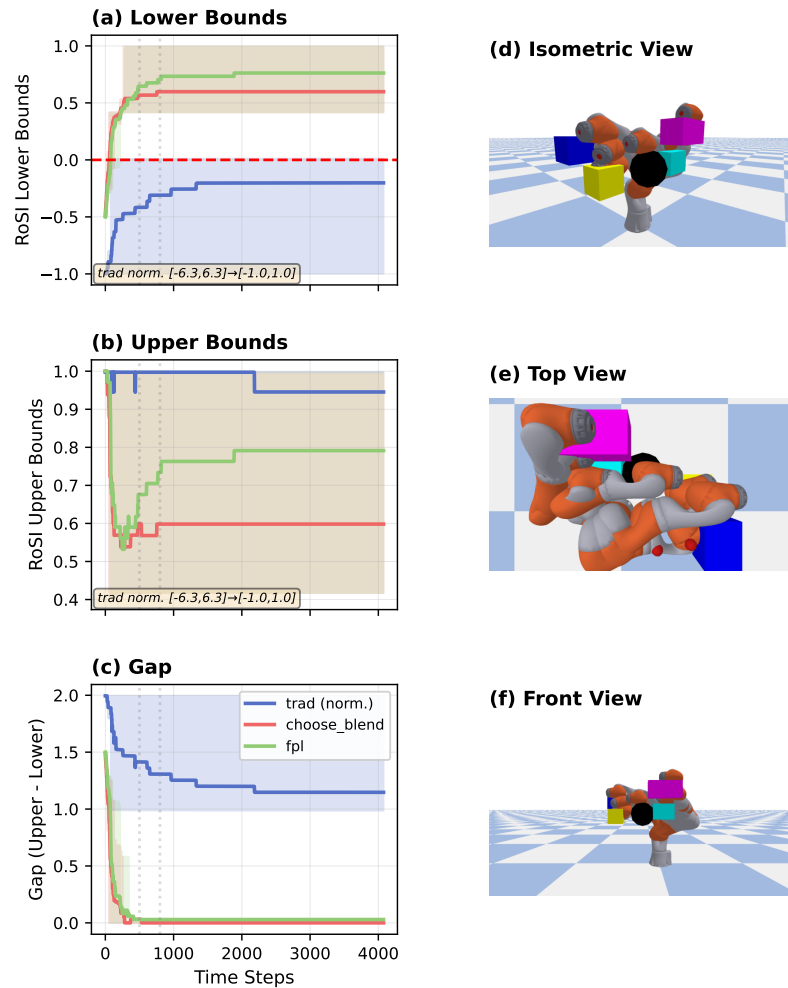 (a) Lower Bounds
1.0
0.5
0.0
−0.5
−1.0
RoSI Lower Bounds
trad norm. [-6.3,6.3]→[-1.0,1.0]
(d) Isometric View
(b) Upper Bounds
1.0
0.9
0.8
0.7
0.6
0.5
0.4
RoSI Upper Bounds
trad norm. [-6.3,6.3]→[-1.0,1.0]
(e) Top View
(c) Gap
2.0
1.5
1.0
0.5
0.0
Gap (Upper - Lower)
trad (norm.)
choose_blend
fpl
0 1000 2000 3000 4000
Time Steps
(f) Front View